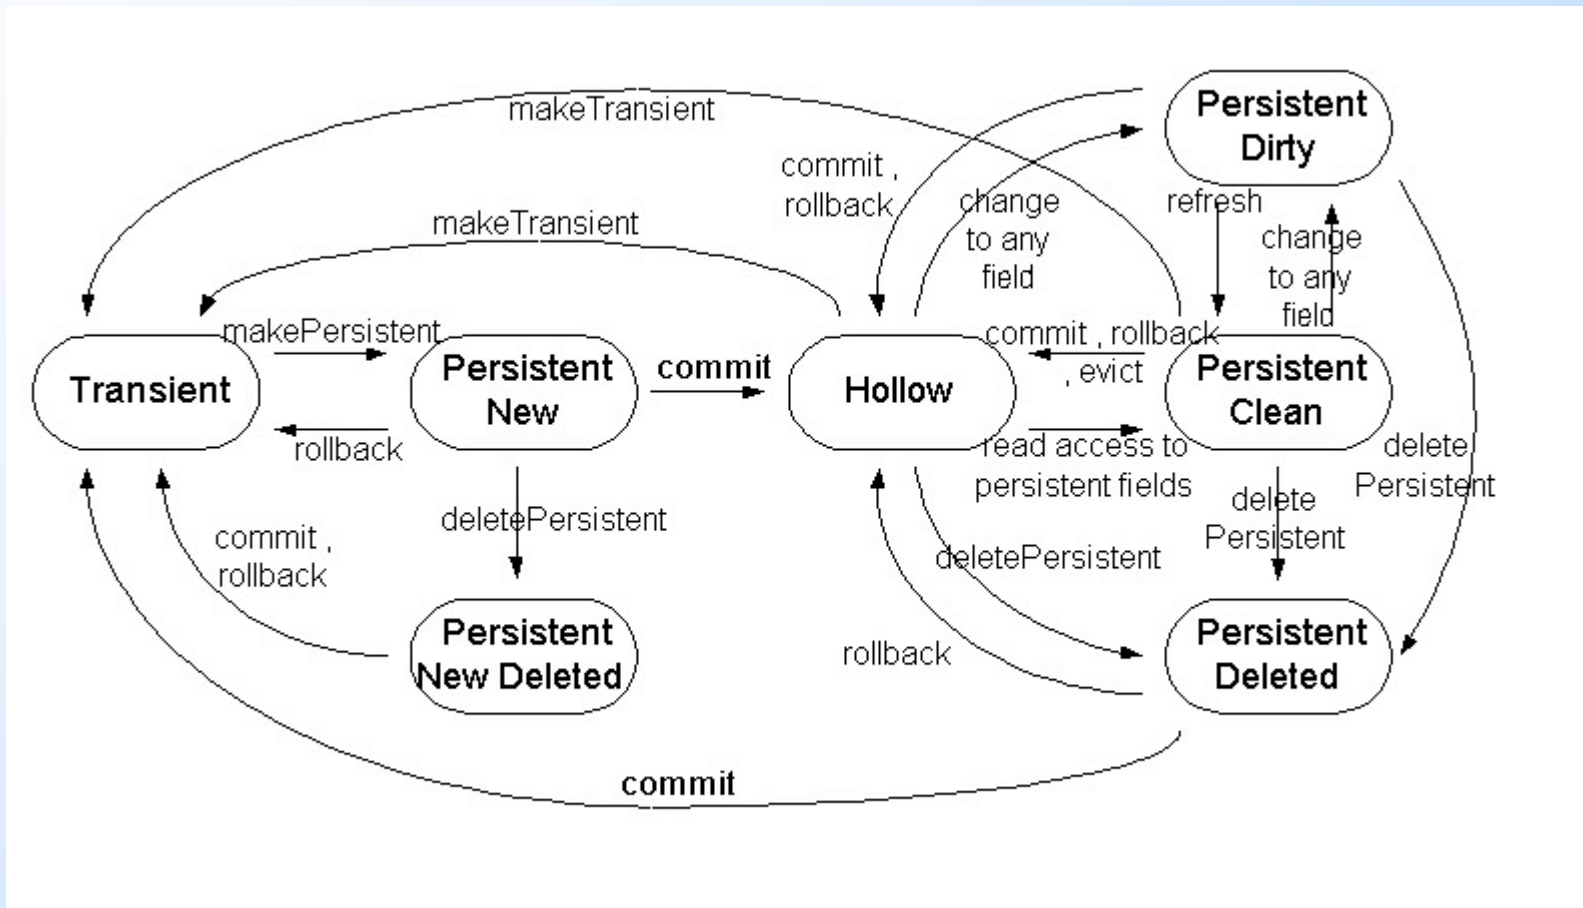 makeTransient
Persistent
Dirty
commit ,
rollback
change
to any
field
refresh
change
to any
field
makeTransient
makePersistent
Transient
rollback
Persistent
New
commit
Hollow
commit , rollback
, evict
Persistent
Clean
read access to
persistent fields
delete
Persistent
delete
Persistent
deletePersistent
commit ,
rollback
deletePersistent
Persistent
New Deleted
rollback
Persistent
Deleted
commit